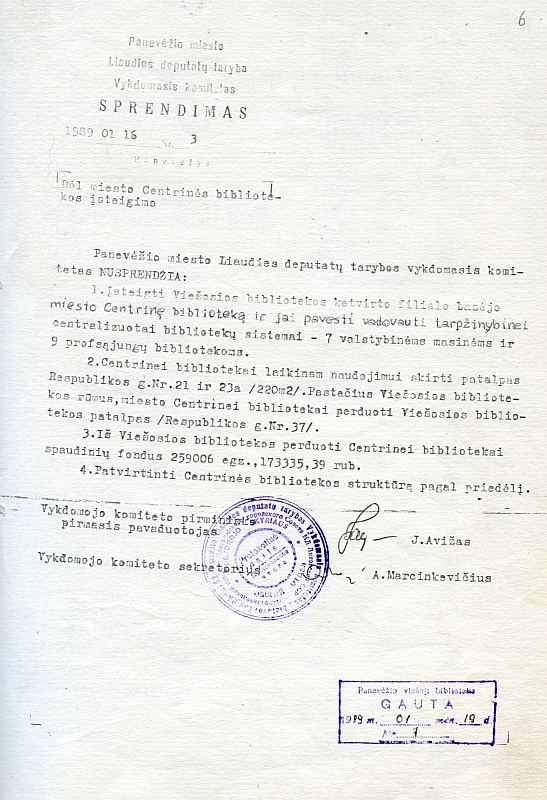 6
Panevėžio miesto
Liaudies deputatų taryba
Vykdomasis komitetas
SPRENDIMAS
1989 01 16 Nr. 3
Panevėžys
Dėl miesto Centrinės bibliote-
kos įsteigimo
Panevėžio miesto Liaudies deputatų tarybos vykdomasis komi-
tetas NUSPRENDŽIA:
1.Įsteigti Viešosios bibliotekos ketvirto filialo bazėje
miesto Centrinę biblioteką ir jai pavesti vadovauti tarpžinybinei
centralizuotai bibliotekų sistemai - 7 valstybinėms masinėms ir
9 profsąjungų bibliotekoms.
2.Centrinei bibliotekai laikinam naudojimui skirti patalpas
Respublikos g.Nr.21 ir 23a /220m2/.Pastačius Viešosios bibliote-
kos rūmus,miesto Centrinei bibliotekai perduoti Viešosios biblio-
tekos patalpas /Respublikos g.Nr.37/.
3.Iš Viešosios bibliotekos perduoti Centrinei bibliotekai
spaudinių fondus 259006 egz.,173335,39 rub.
4.Patvirtinti Centrinės bibliotekos struktūrą pagal priedėlį.
Vykdomojo komiteto pirmininko
pirmasis pavaduotojas
J.Avižas
Vykdomojo komiteto sekretorius
A.Marcinkevičius
Panevėžio viešoji biblioteka
GAUTA
1989 m. 01 mėn. 19 d.
Nr. 7